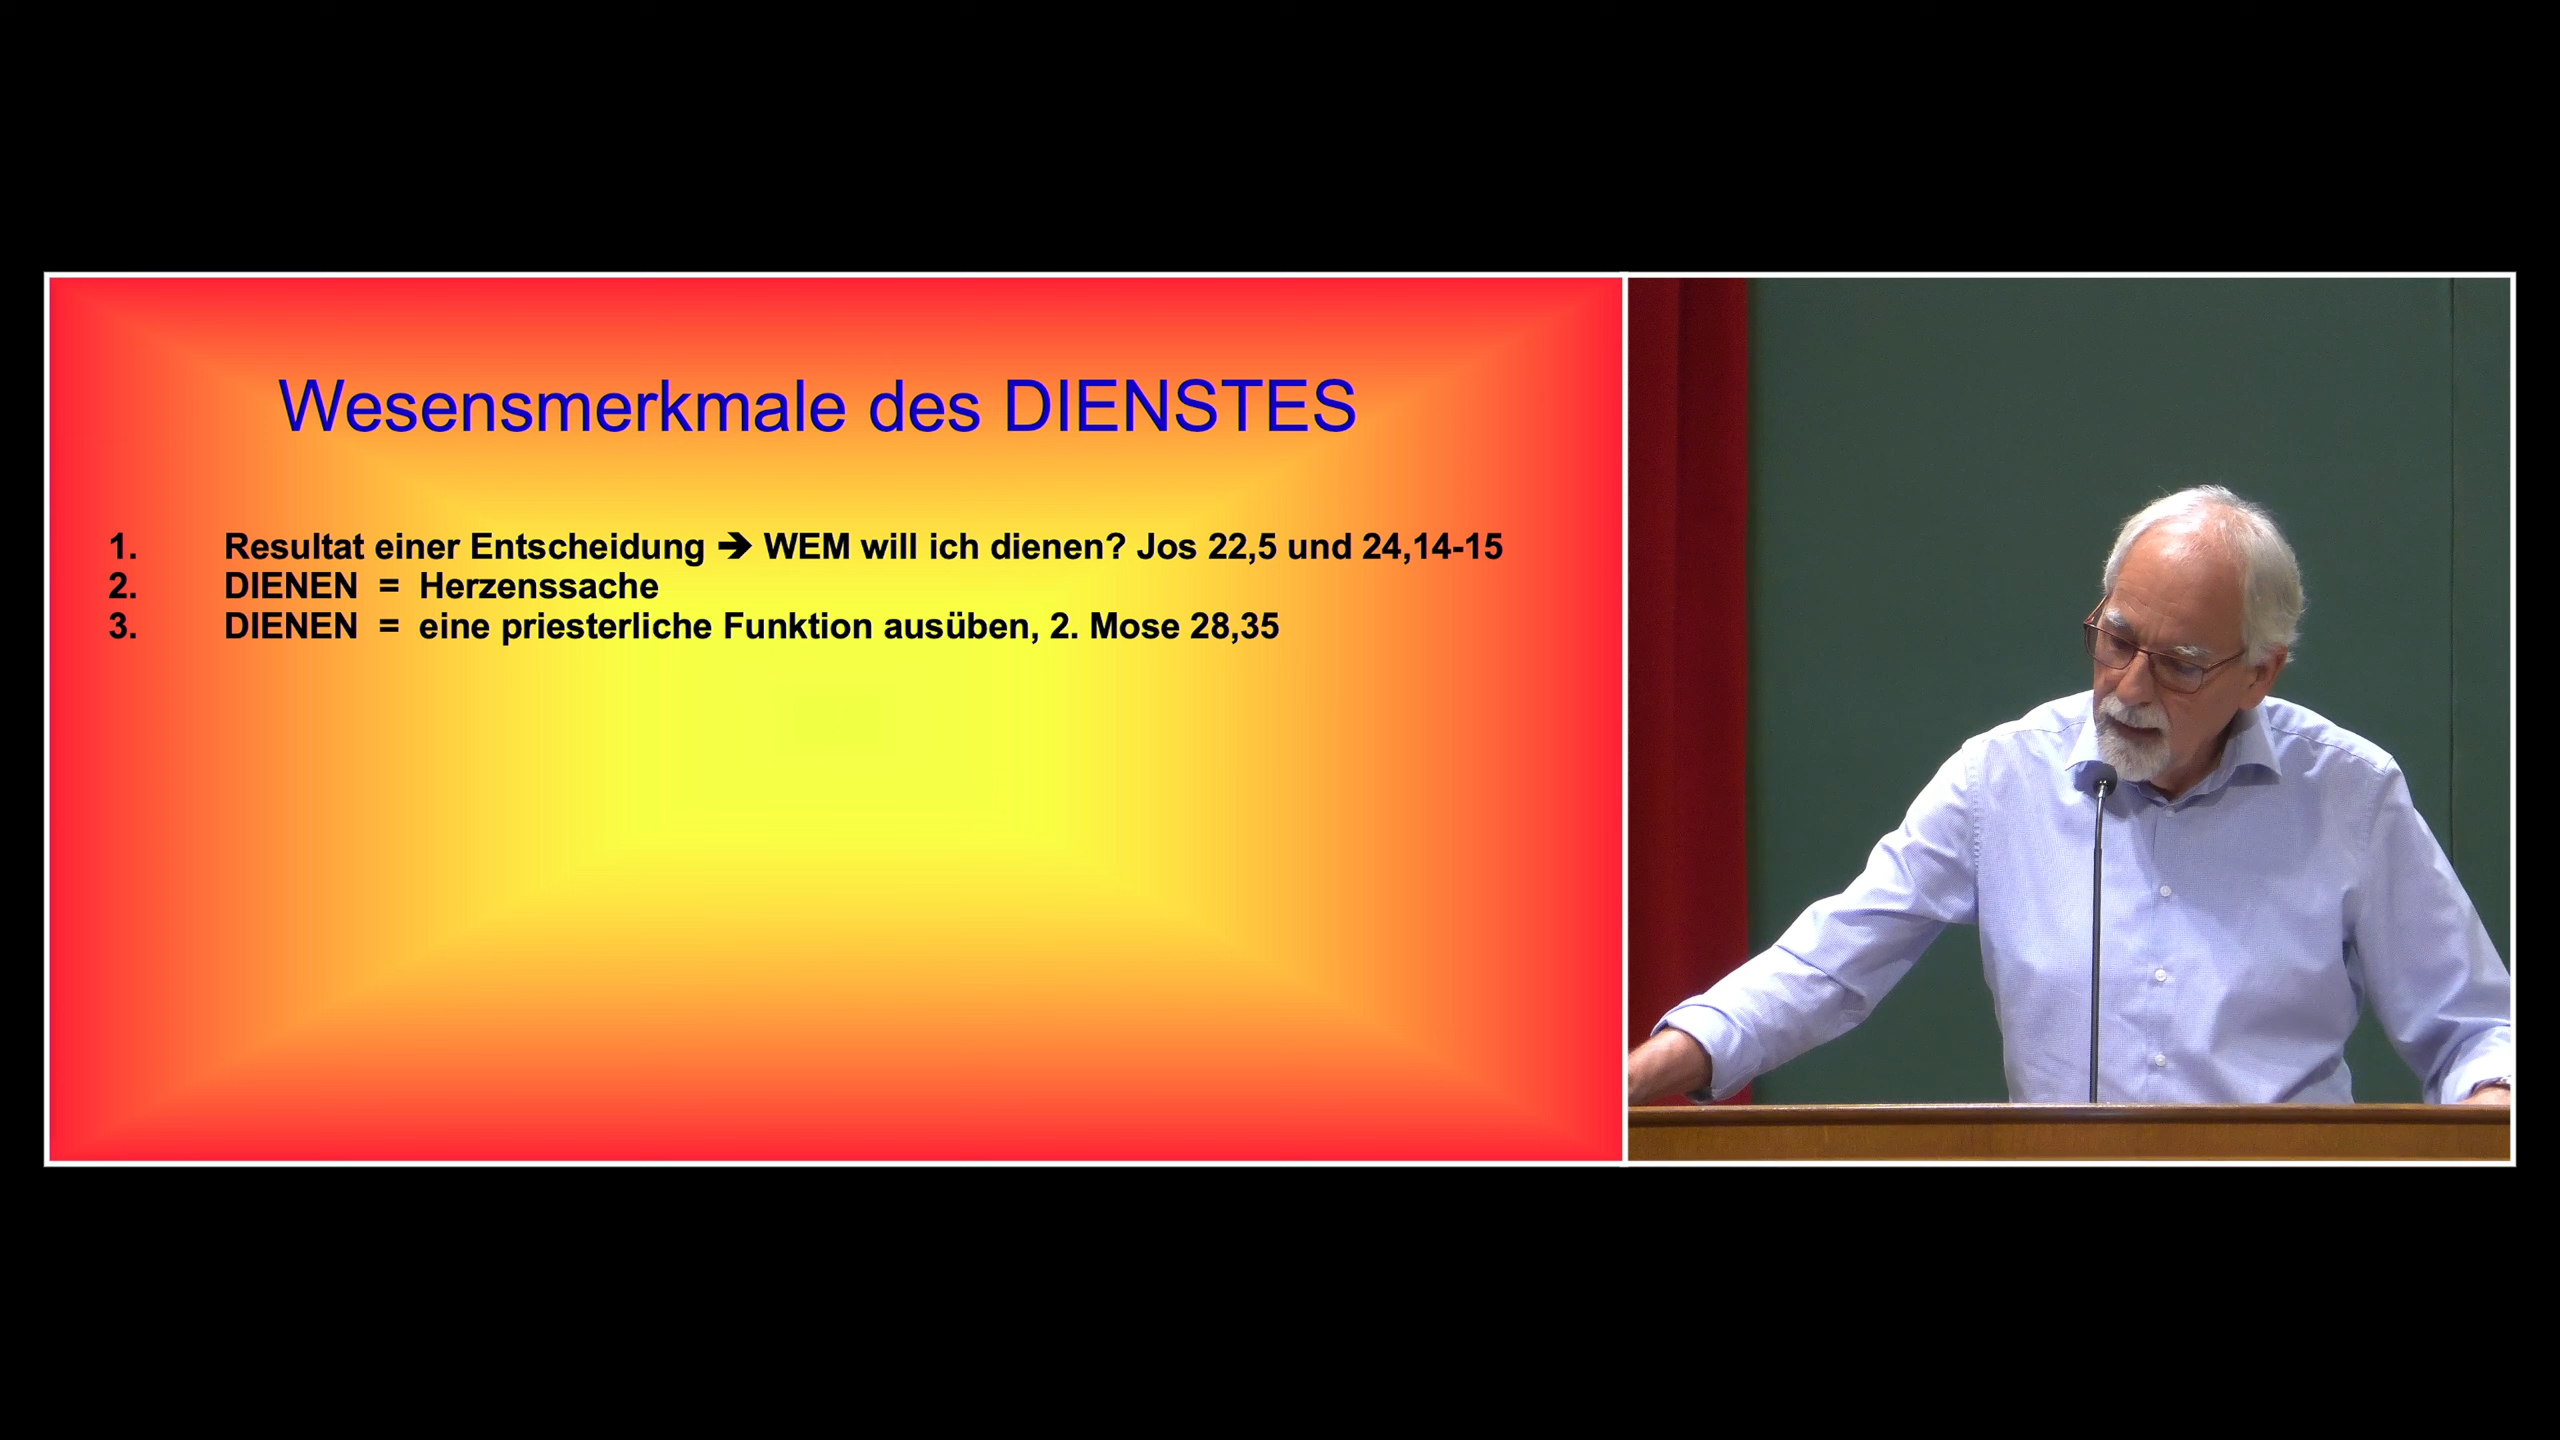 Wesensmerkmale des DIENSTES
1. Resultat einer Entscheidung ➔ WEM will ich dienen? Jos 22,5 und 24,14-15
2. DIENEN = Herzenssache
3. DIENEN = eine priesterliche Funktion ausüben, 2. Mose 28,35